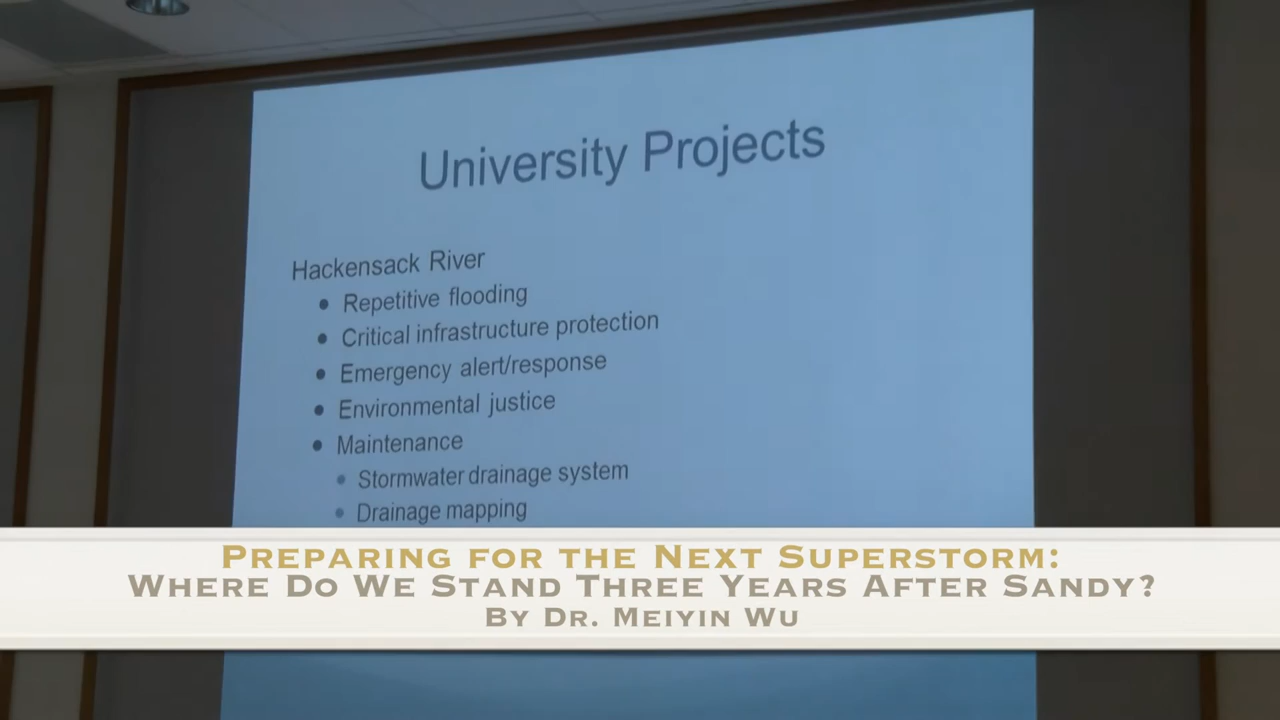 University Projects
Hackensack River
• Repetitive flooding
• Critical infrastructure protection
• Emergency alert/response
• Environmental justice
• Maintenance
• Stormwater drainage system
• Drainage mapping
PREPARING FOR THE NEXT SUPERSTORM:
WHERE DO WE STAND THREE YEARS AFTER SANDY?
BY DR. MEIYIN WU